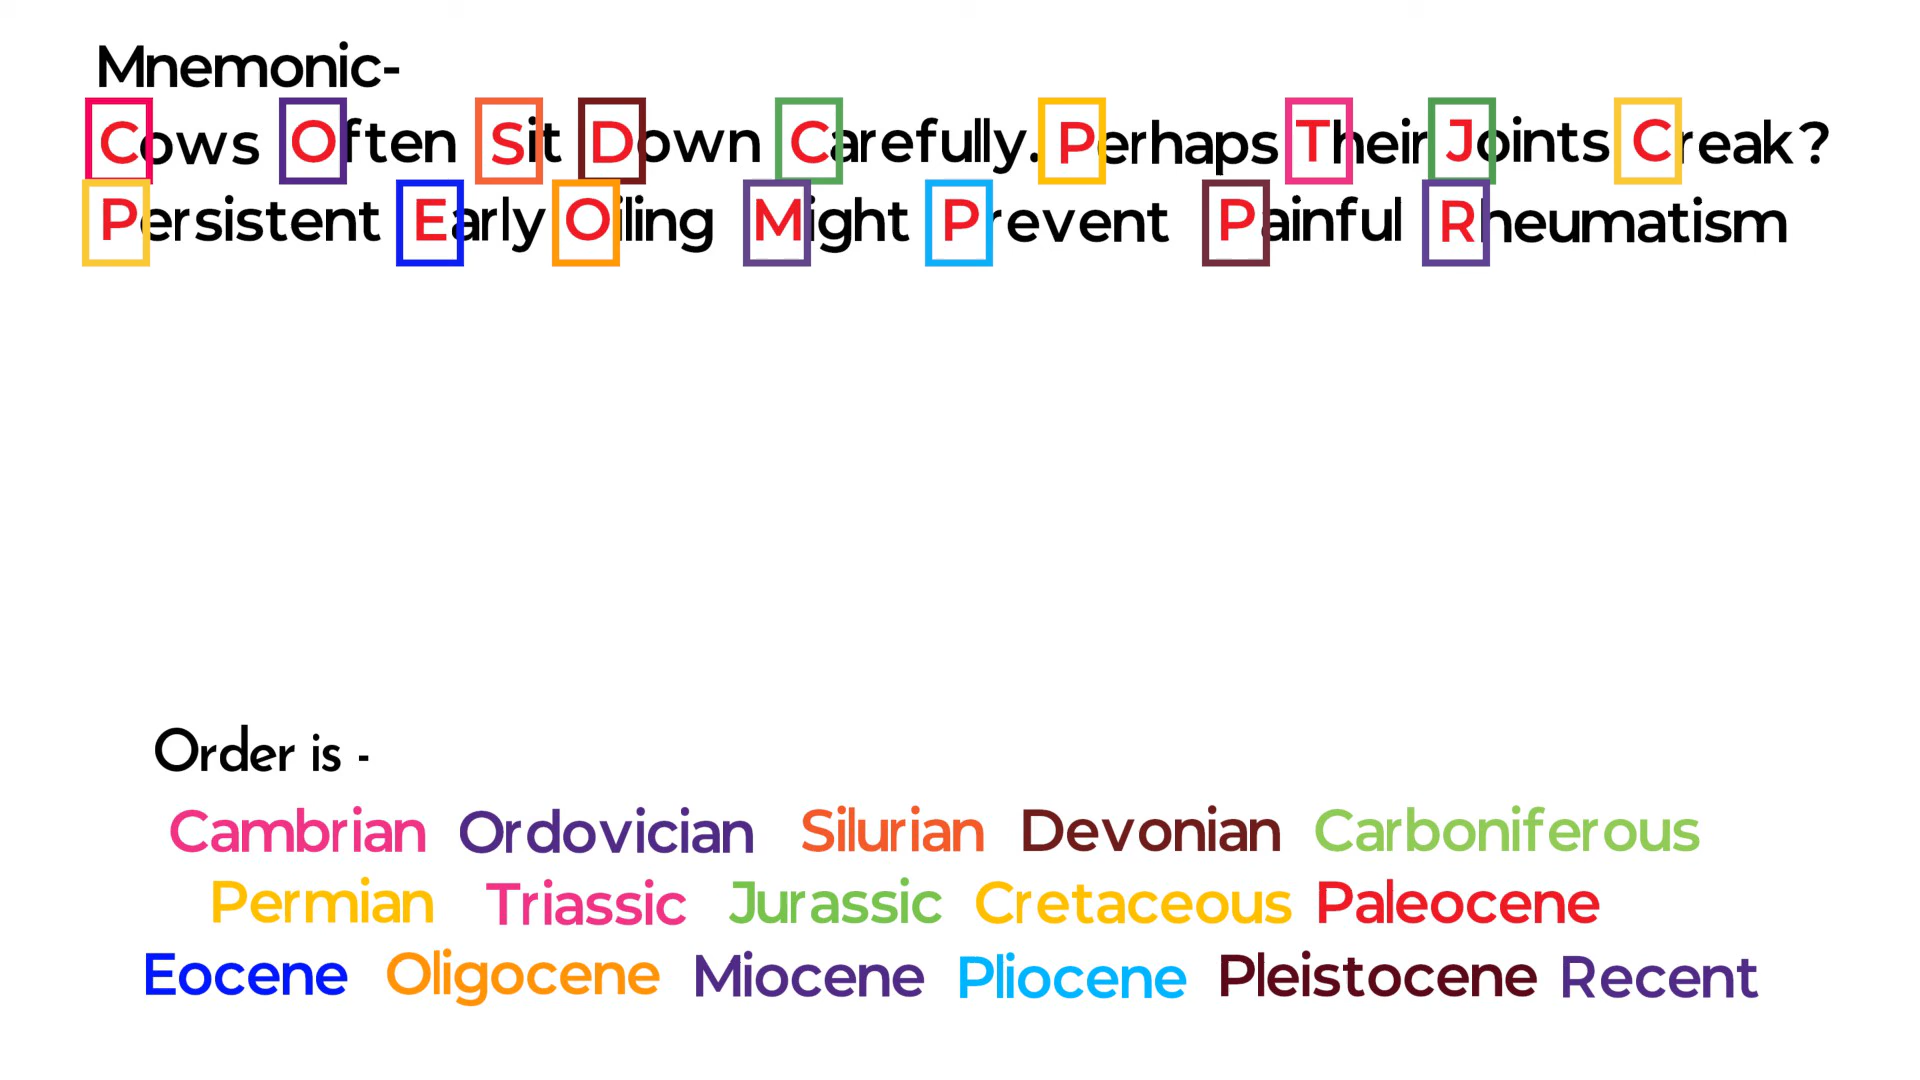 Mnemonic-
Cows Often Sit Down Carefully. Perhaps Their Joints Creak?
Persistent Early Oiling Might Prevent Painful Rheumatism
Order is -
Cambrian Ordovician Silurian Devonian Carboniferous
Permian Triassic Jurassic Cretaceous Paleocene
Eocene Oligocene Miocene Pliocene Pleistocene Recent